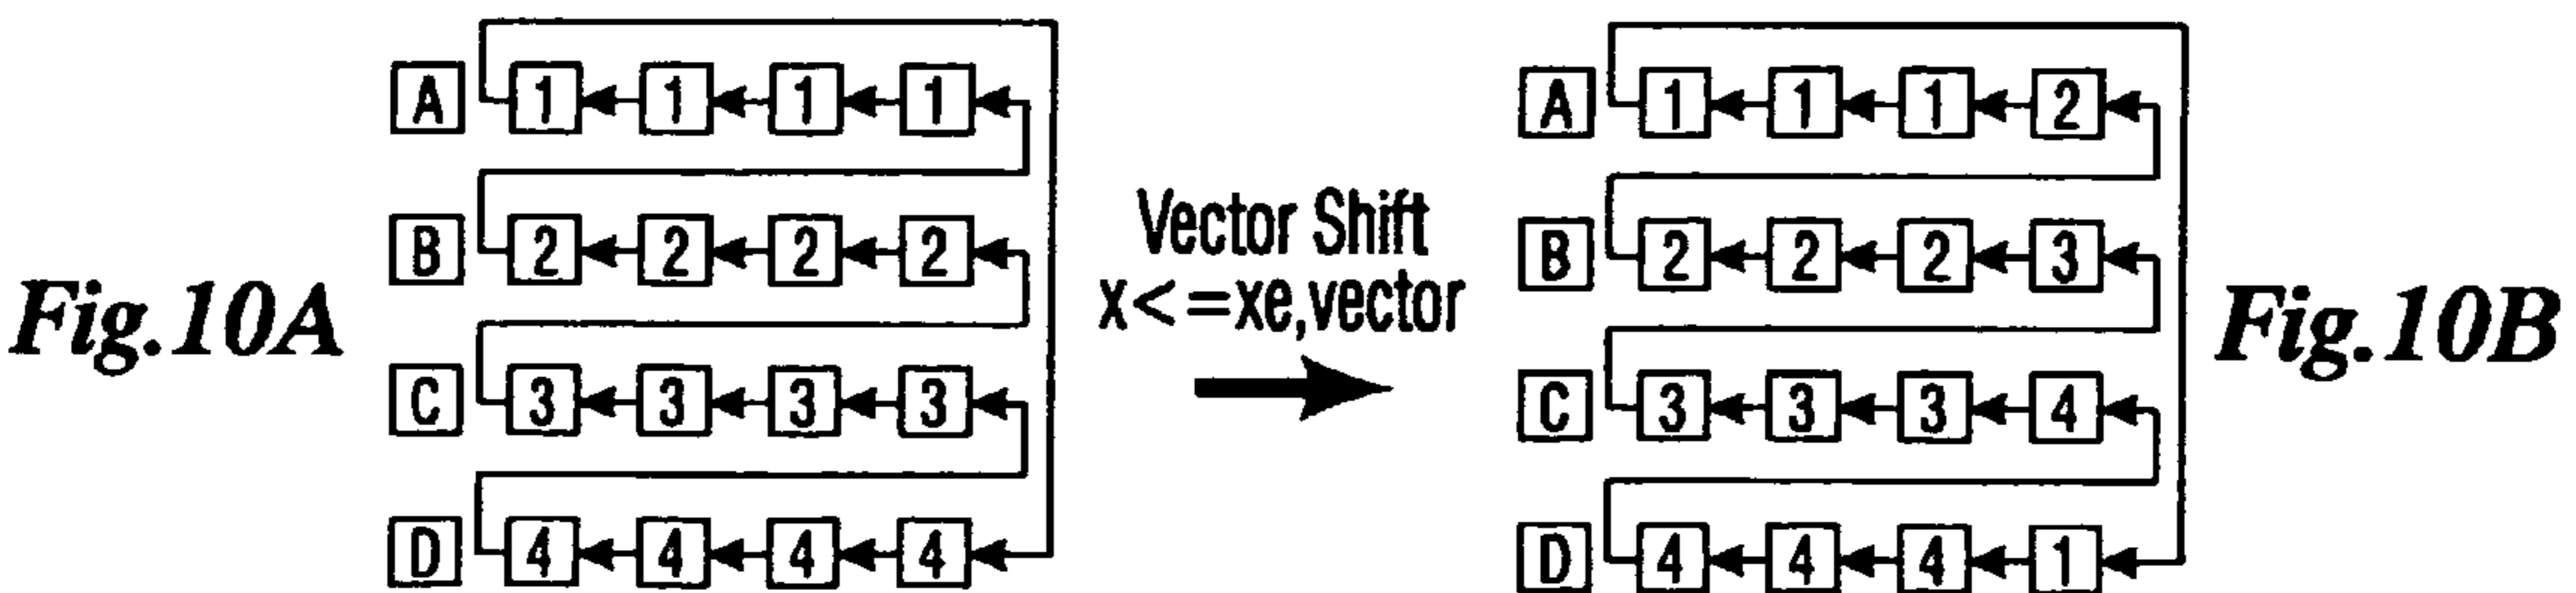 A 1 1 1 1
B 2 2 2 2
C 3 3 3 3
D 4 4 4 4
Fig.10A
Vector Shift
x<=xe,vector
A 1 1 1 2
B 2 2 2 3
C 3 3 3 4
D 4 4 4 1
Fig.10B